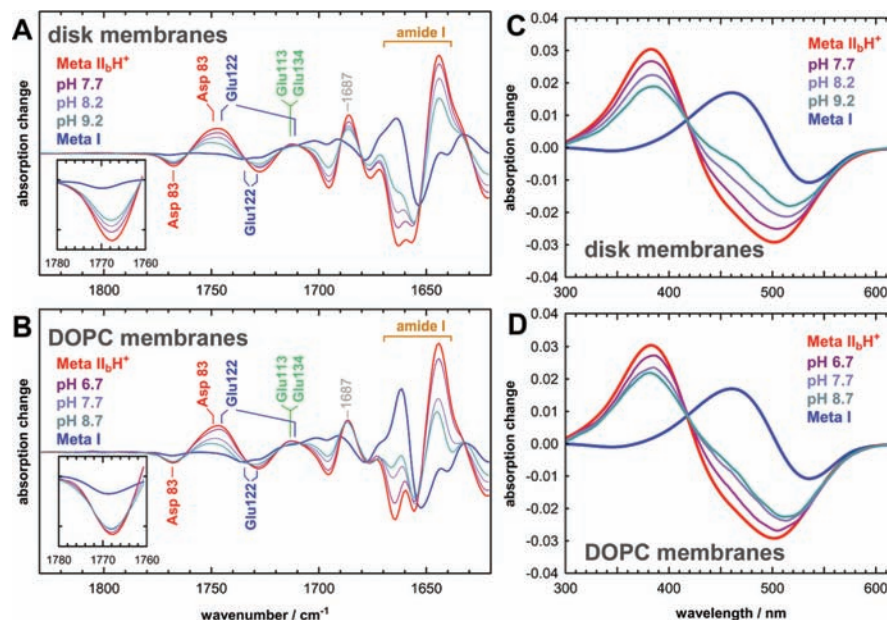 A
disk membranes
Meta II_bH⁺
pH 7.7
pH 8.2
pH 9.2
Meta I
Asp 83
Glu122
Glu113
Glu134
1687
amide I
Asp 83
Glu122
absorption change
1780 1760
1800 1750 1700 1650
B
DOPC membranes
Meta II_bH⁺
pH 6.7
pH 7.7
pH 8.7
Meta I
Asp 83
Glu122
Glu113
Glu134
1687
amide I
Asp 83
Glu122
absorption change
1780 1760
1800 1750 1700 1650
wavenumber / cm⁻¹
C
Meta II_bH⁺
pH 7.7
pH 8.2
pH 9.2
Meta I
0.04
0.03
0.02
0.01
0.00
-0.01
-0.02
-0.03
-0.04
absorption change
disk membranes
300 400 500 600
D
Meta II_bH⁺
pH 6.7
pH 7.7
pH 8.7
Meta I
0.04
0.03
0.02
0.01
0.00
-0.01
-0.02
-0.03
-0.04
absorption change
DOPC membranes
300 400 500 600
wavelength / nm